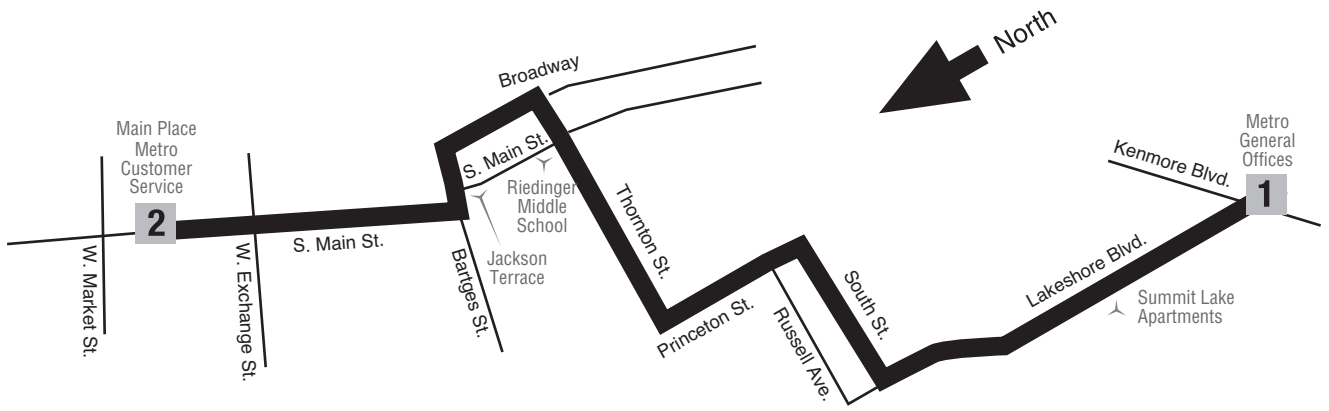 North
Broadway
Main Place
Metro
Customer
Service
2
Metro
General
Offices
1
Kenmore Blvd.
S. Main St.
Riedinger
Middle
School
Thornton St.
S. Main St.
Jackson
Terrace
Bartges St.
W. Market St.
W. Exchange St.
Princeton St.
Russell Ave.
South St.
Lakeshore Blvd.
Summit Lake
Apartments